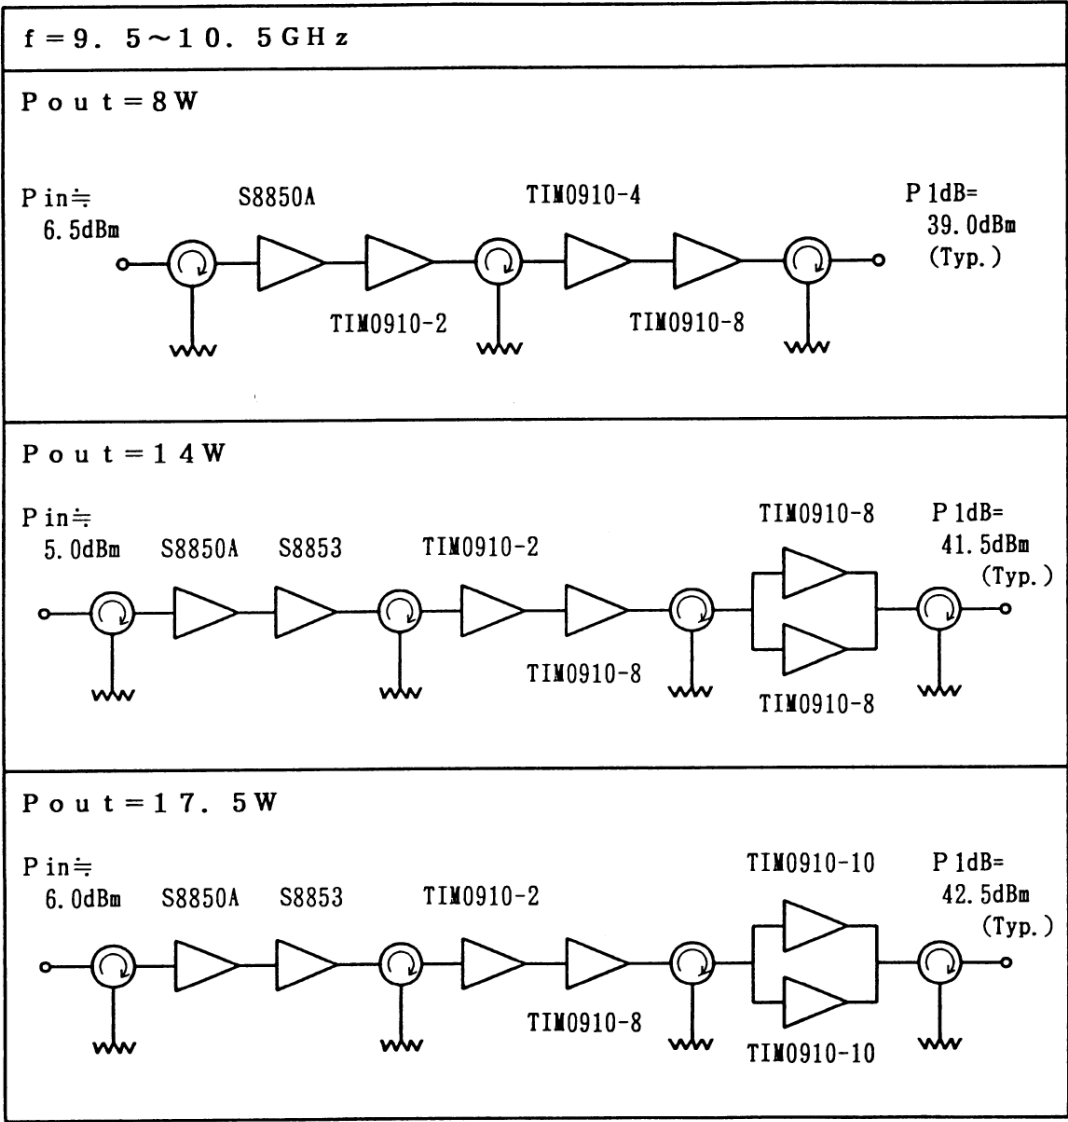 f=9.5~10.5GHz
Pout=8W
Pin≒
6.5dBm
S8850A
TIM0910-4
P1dB=
39.0dBm
(Typ.)
TIM0910-2
TIM0910-8
Pout=14W
Pin≒
5.0dBm
S8850A
S8853
TIM0910-2
TIM0910-8
P1dB=
41.5dBm
(Typ.)
TIM0910-8
TIM0910-8
Pout=17.5W
Pin≒
6.0dBm
S8850A
S8853
TIM0910-2
TIM0910-10
P1dB=
42.5dBm
(Typ.)
TIM0910-8
TIM0910-10